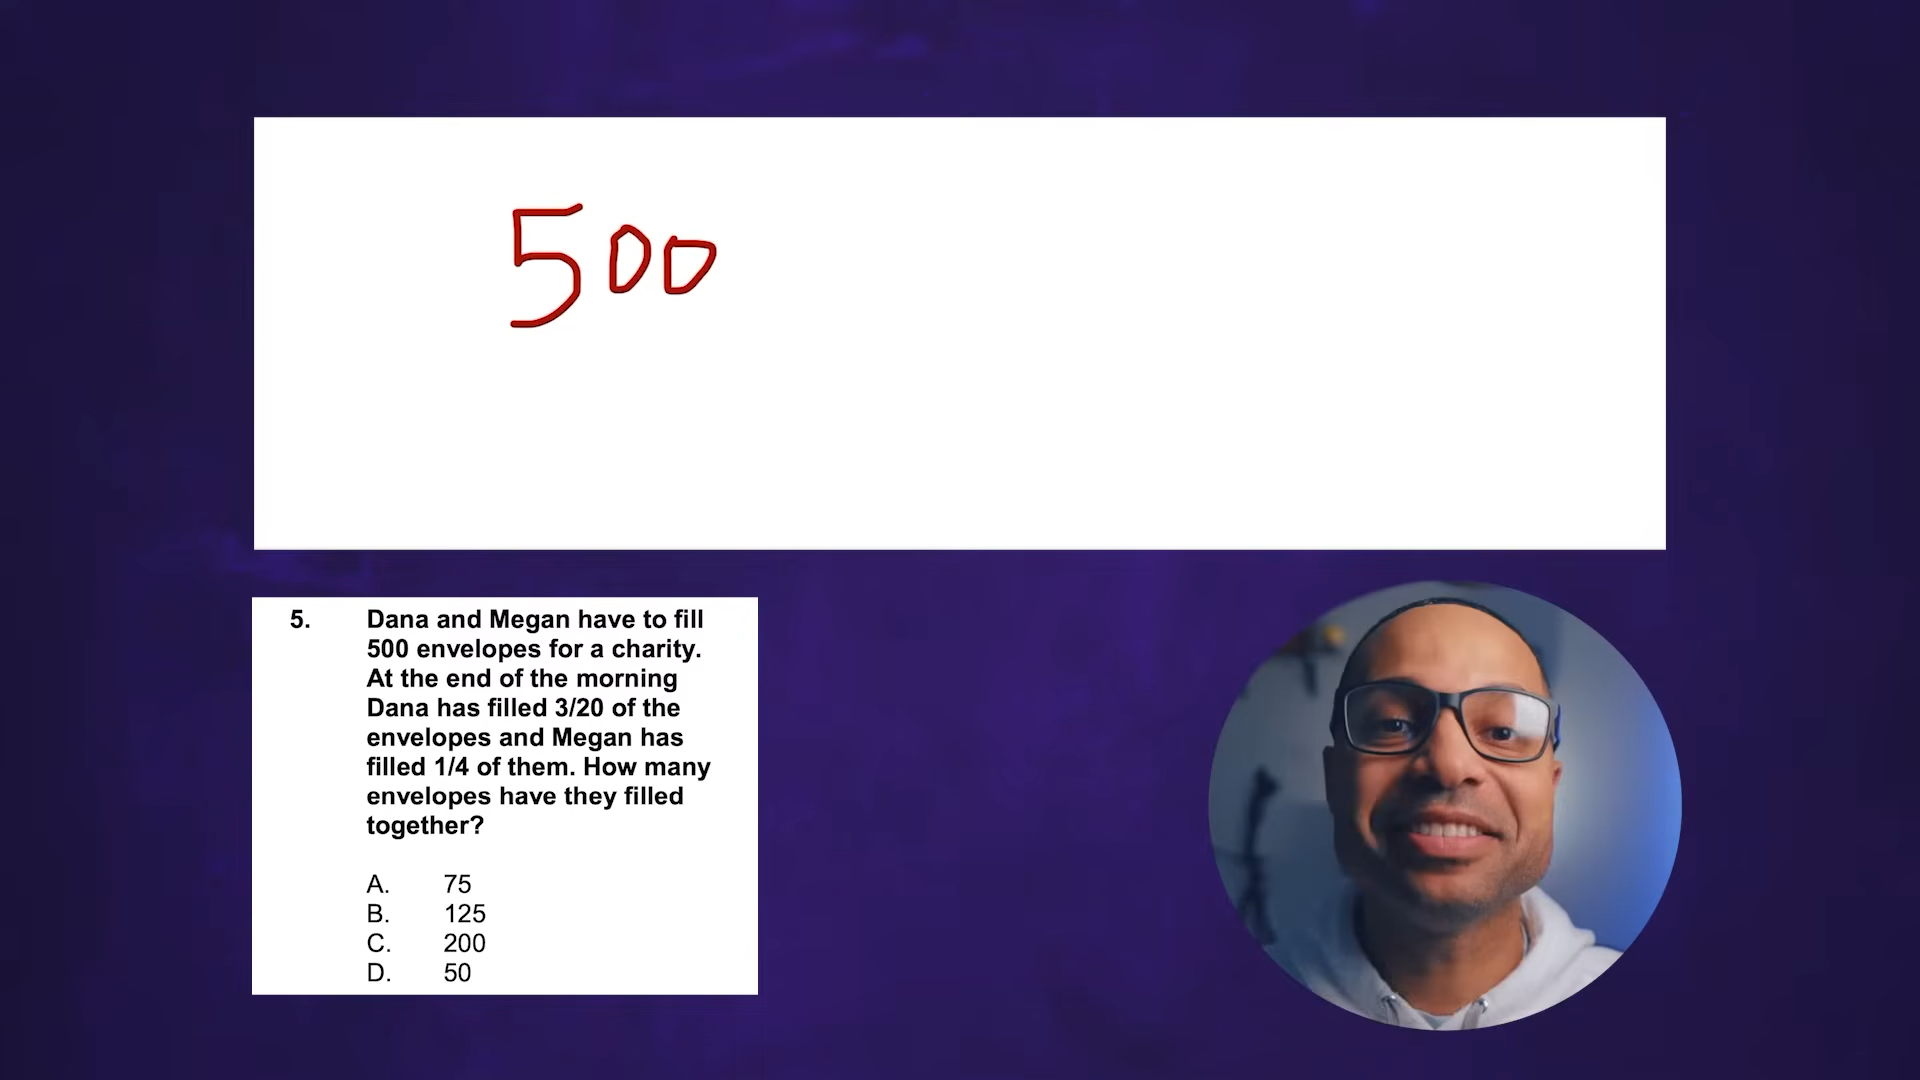 500
5. Dana and Megan have to fill
500 envelopes for a charity.
At the end of the morning
Dana has filled 3/20 of the
envelopes and Megan has
filled 1/4 of them. How many
envelopes have they filled
together?
A. 75
B. 125
C. 200
D. 50